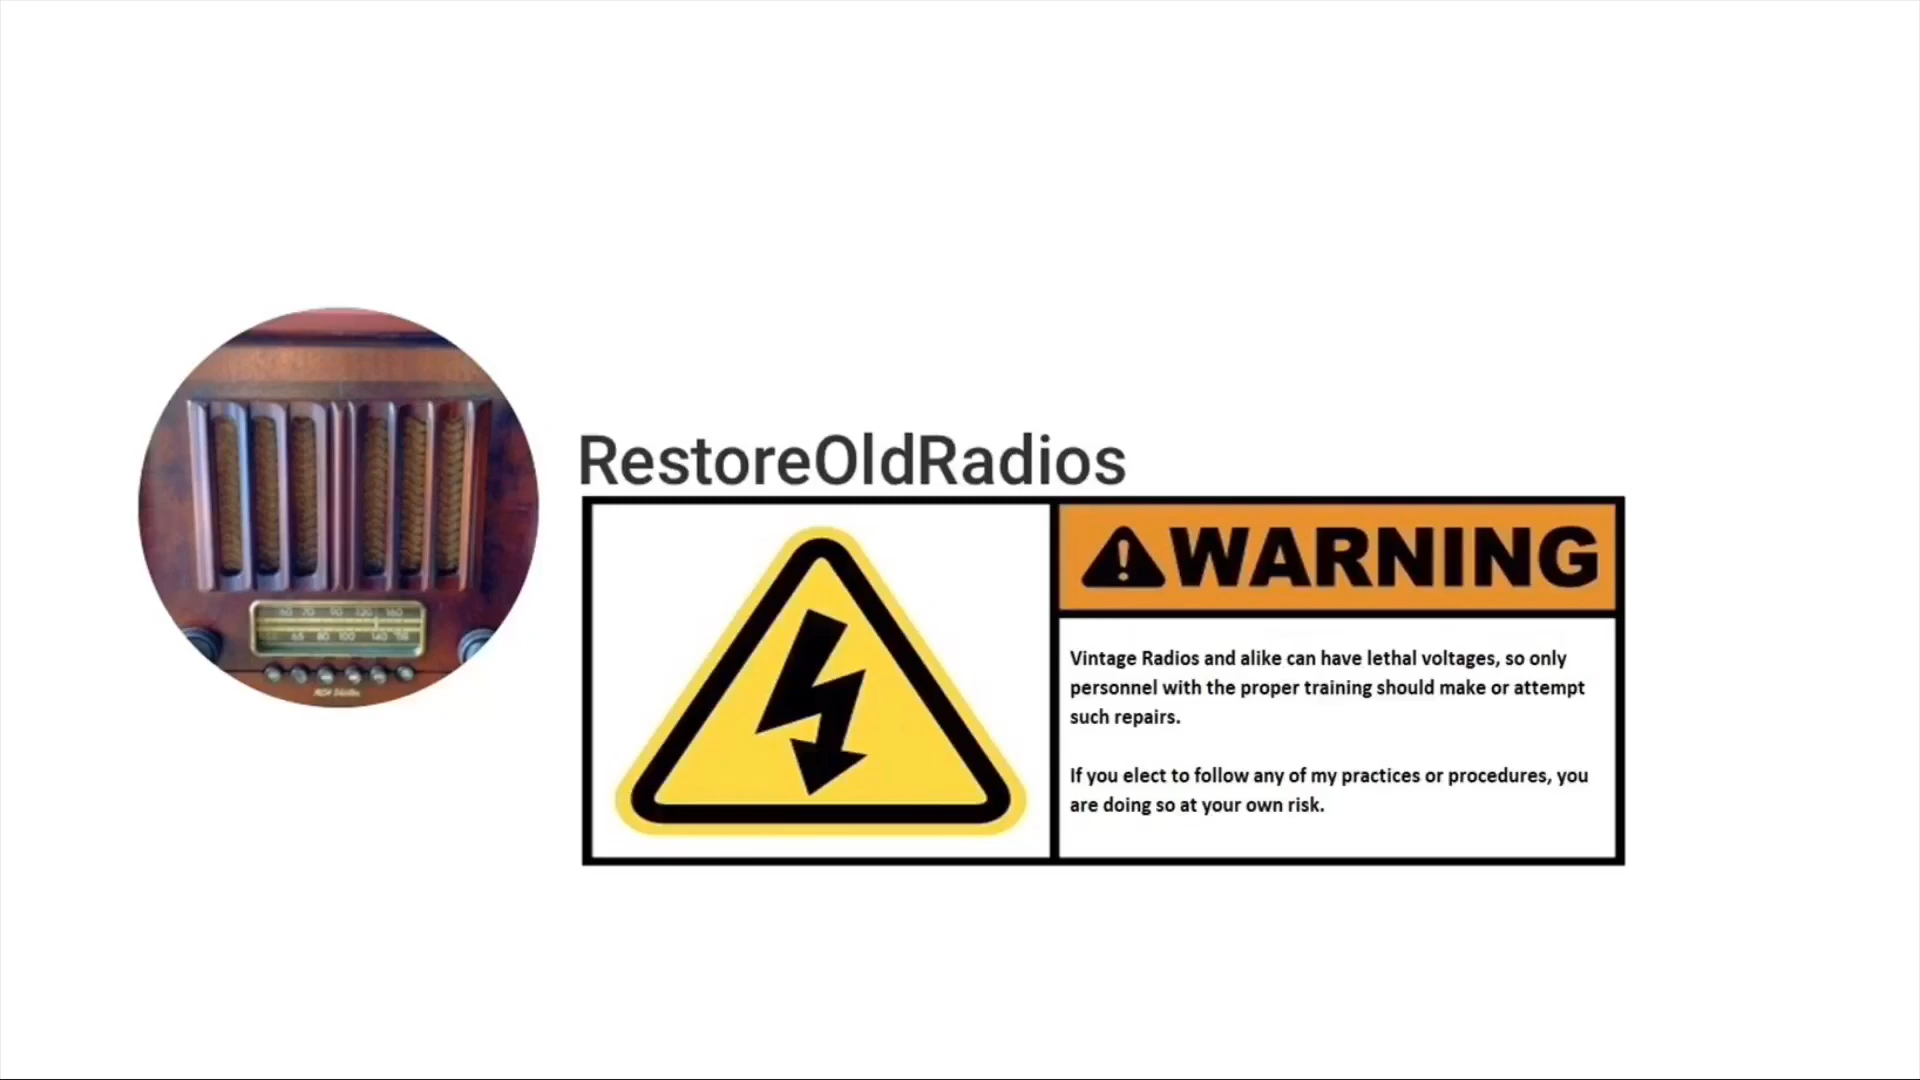 RestoreOldRadios
WARNING
Vintage Radios and alike can have lethal voltages, so only
personnel with the proper training should make or attempt
such repairs.
If you elect to follow any of my practices or procedures, you
are doing so at your own risk.